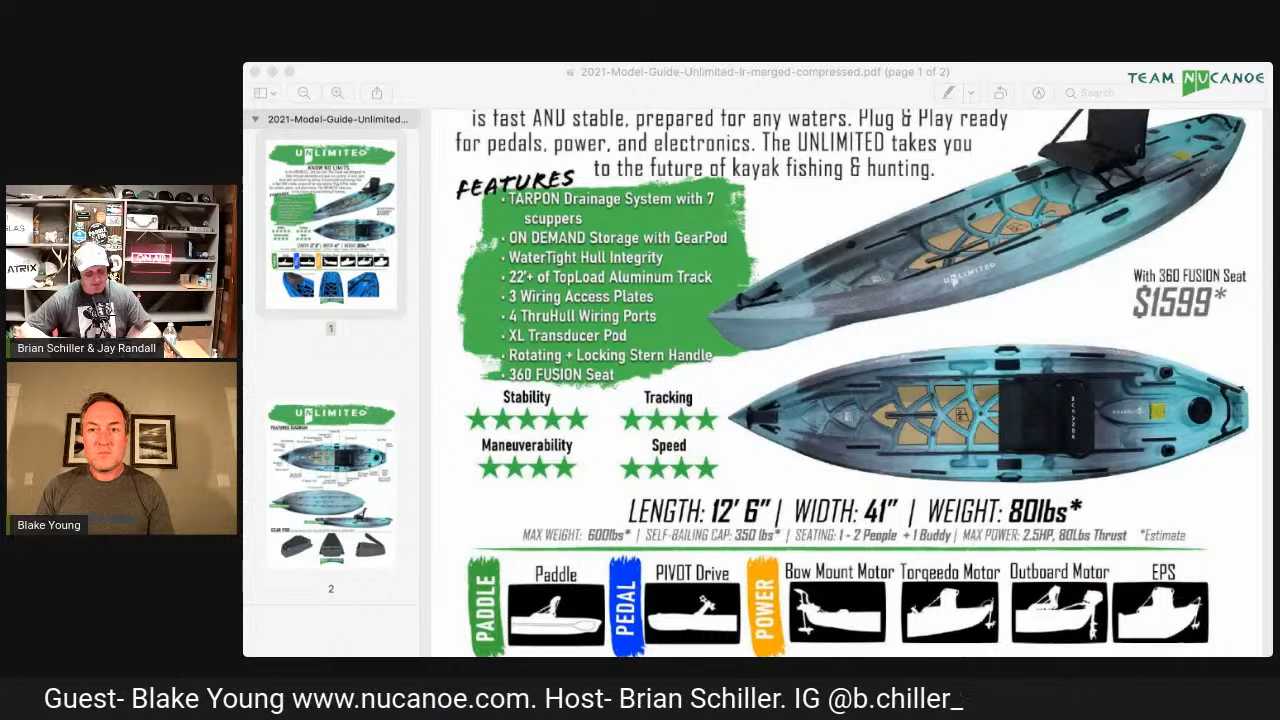 2021-Model-Guide-Unlimited-lr-merged-compressed.pdf (page 1 of 2)
TEAM NUCANOE
Search
2021-Model-Guide-Unlimited...
UNLIMITED
1
UNLIMITED
2
is fast AND stable, prepared for any waters. Plug & Play ready
for pedals, power, and electronics. The UNLIMITED takes you
to the future of kayak fishing & hunting.
FEATURES
· TARPON Drainage System with 7
scuppers
· ON DEMAND Storage with GearPod
· WaterTight Hull Integrity
· 22'+ of TopLoad Aluminum Track
· 3 Wiring Access Plates
· 4 ThruHull Wiring Ports
· XL Transducer Pod
· Rotating + Locking Stern Handle
· 360 FUSION Seat
UNLIMITED
With 360 FUSION Seat
$1599*
NUCANOE
Stability
Tracking
Maneuverability
Speed
LENGTH: 12' 6" | WIDTH: 41" | WEIGHT: 80lbs*
MAX WEIGHT: 600lbs* | SELF-BAILING CAP: 350 lbs* | SEATING: 1 - 2 People + 1 Buddy | MAX POWER: 2.5HP, 80Lbs Thrust *Estimate
PADDLE
Paddle
PEDAL
PIVOT Drive
POWER
Bow Mount Motor
Torqeedo Motor
Outboard Motor
EPS
ON AIR
ATRIX
Brian Schiller & Jay Randall
Blake Young
Guest- Blake Young www.nucanoe.com. Host- Brian Schiller. IG @b.chiller_